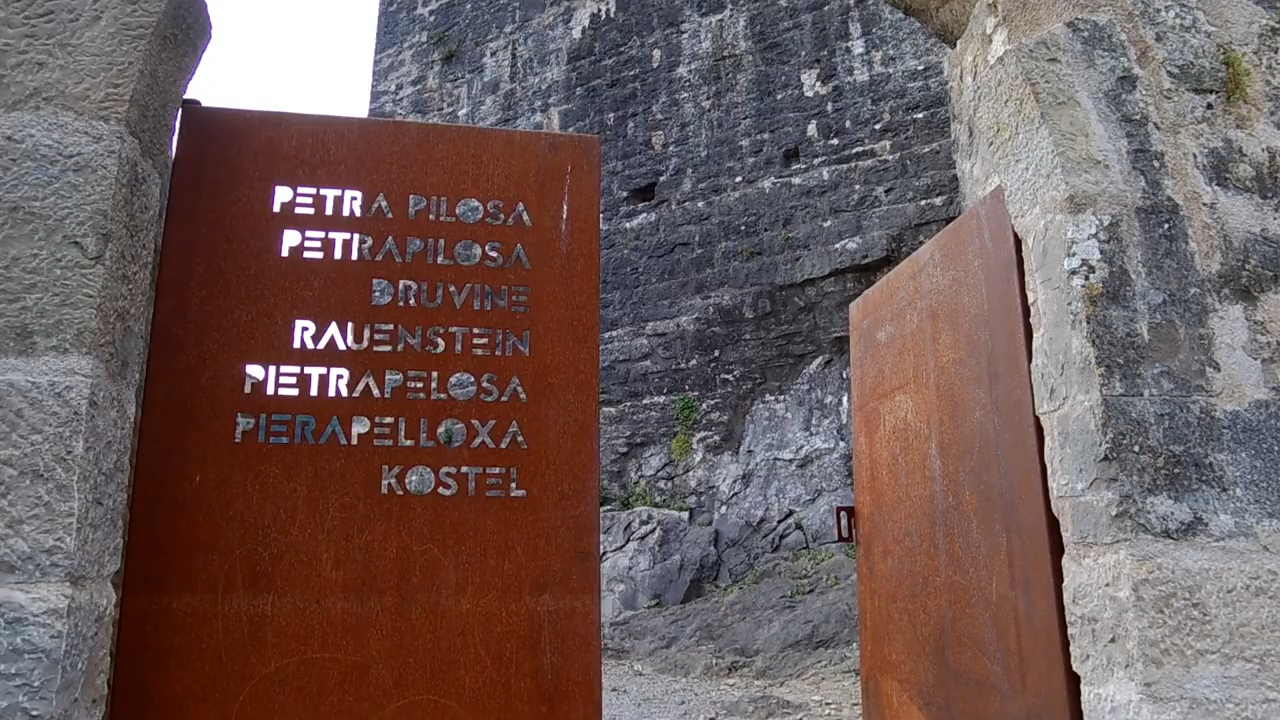 PETRA PILOSA
PETRAPILOSA
DRUVINE
RAUENSTEIN
PIETRAPELOSA
PIERAPELLOXA
KOSTEL